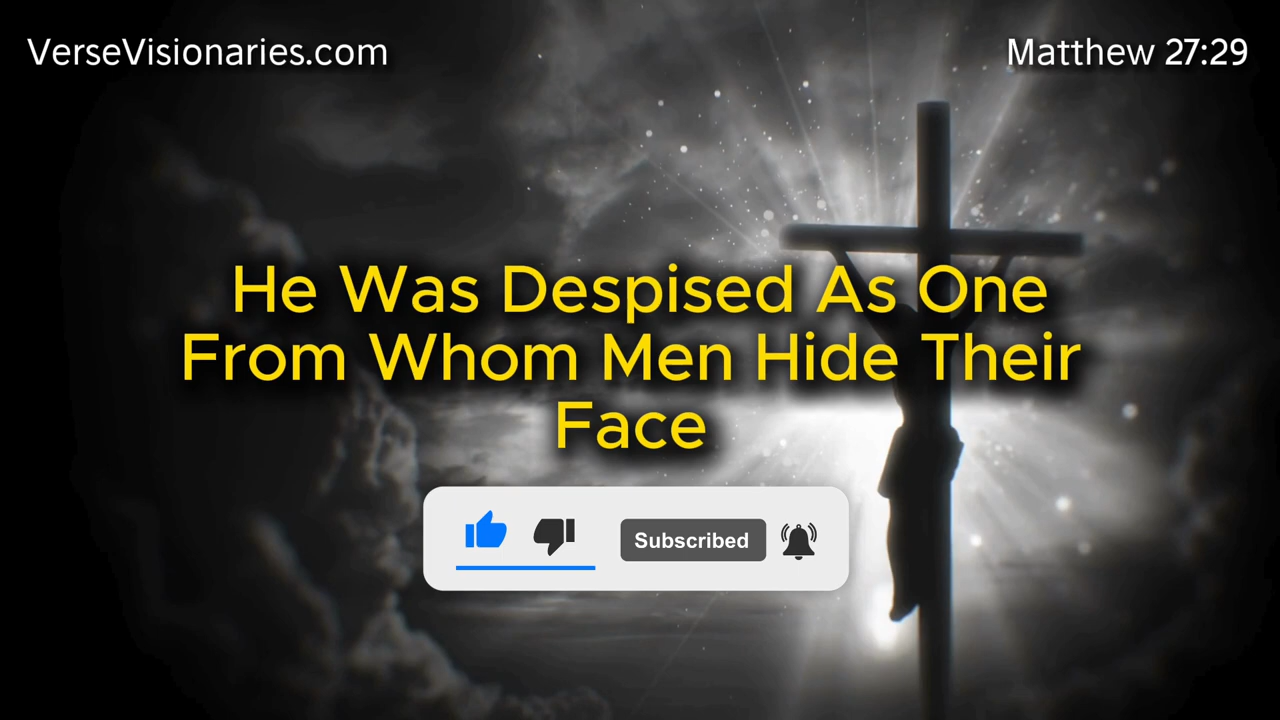 VerseVisionaries.com
Matthew 27:29
He Was Despised As One
From Whom Men Hide Their
Face
Subscribed